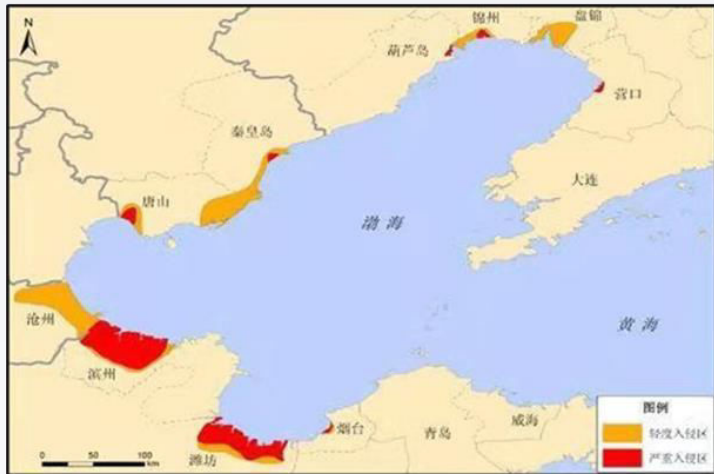 N
锦州
盘锦
葫芦岛
营口
秦皇岛
大连
唐山
渤海
沧州
黄海
滨州
图例
轻度入侵区
严重入侵区
烟台
威海
青岛
潍坊
0 50 100
km